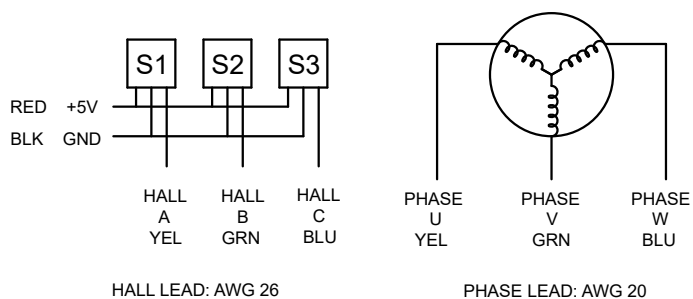 S1 S2 S3
RED +5V
BLK GND
HALL A YEL
HALL B GRN
HALL C BLU
PHASE U YEL
PHASE V GRN
PHASE W BLU
HALL LEAD: AWG 26
PHASE LEAD: AWG 20